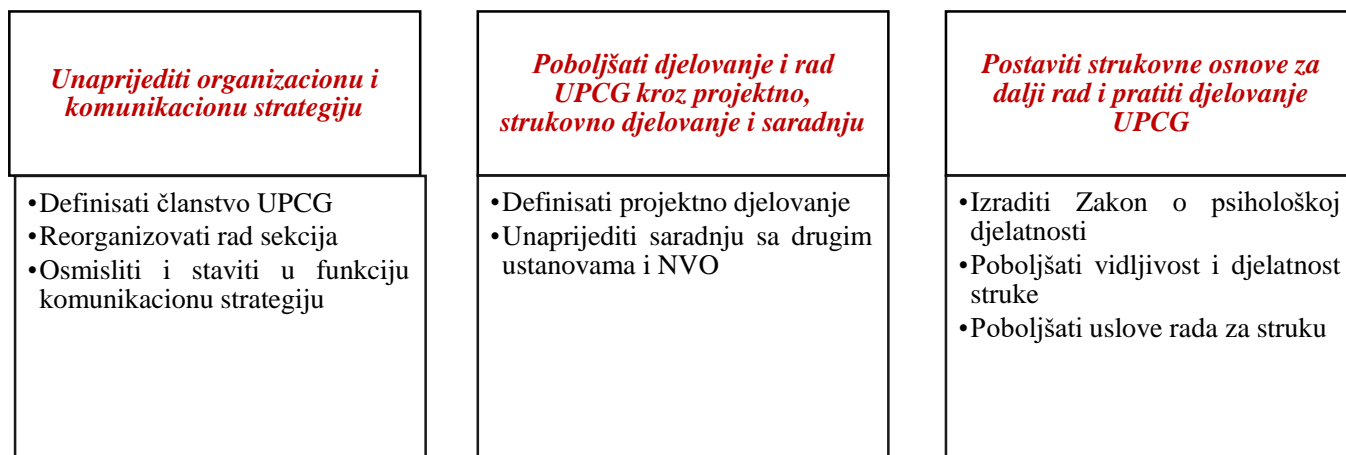 Unaprijediti organizacionu i
komunikacionu strategiju
•Definisati članstvo UPCG
•Reorganizovati rad sekcija
•Osmisliti i staviti u funkciju
komunikacionu strategiju
Poboljšati djelovanje i rad
UPCG kroz projektno,
strukovno djelovanje i saradnju
•Definisati projektno djelovanje
•Unaprijediti saradnju sa drugim
ustanovama i NVO
Postaviti strukovne osnove za
dalji rad i pratiti djelovanje
UPCG
•Izraditi Zakon o psihološkoj
djelatnosti
•Poboljšati vidljivost i djelatnost
struke
•Poboljšati uslove rada za struku